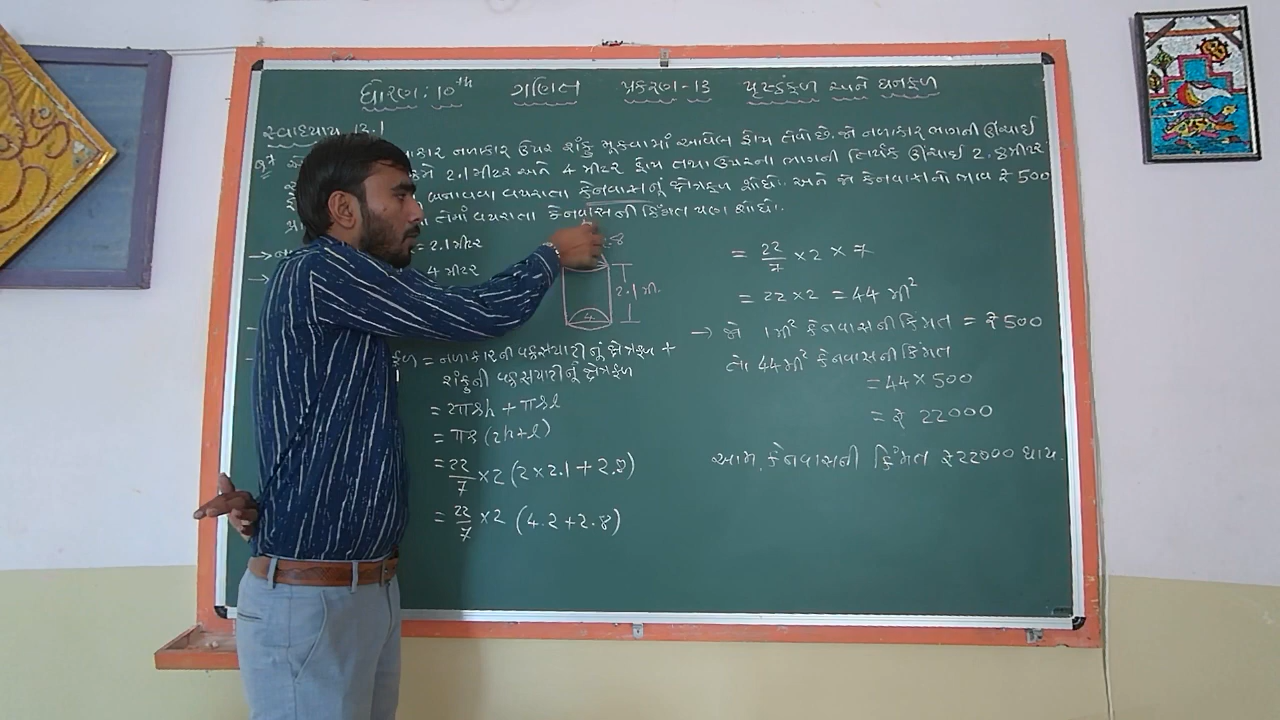 ધોરણ: 10th ગણિત પ્રકરણ-13 પૃષ્ઠફળ અને ઘનફળ
સ્વાધ્યાય 13.1
નળાકાર ઉપર શંકુ મૂકવામાં આવેલ હોય તેવો છે. જો નળાકાર ભાગની ઊંચાઈ
2.1 મીટર અને 4 મીટર હોય તથા ઉપરના ભાગની તિર્યક ઊંચાઈ 2.8 મીટર
બનાવવા વપરાતા કેનવાસનું ક્ષેત્રફળ શોધો. અને જો કેનવાસનો ભાવ ₹ 500
તેમાં વપરાતા કેનવાસની કિંમત પણ શોધો.
= 2.1 મીટર
4 મીટર
2.1 મી.
4
= નળાકારની વક્રસપાટીનું ક્ષેત્રફળ +
શંકુની વક્રસપાટીનું ક્ષેત્રફળ
= 2πrh + πrl
= πr (2h+l)
= 22/7 × 2 (2 × 2.1 + 2.8)
= 22/7 × 2 (4.2 + 2.8)
= 22/7 × 2 × 7
= 22 × 2 = 44 મી²
→ જો 1 મી² કેનવાસની કિંમત = ₹ 500
તો 44 મી² કેનવાસની કિંમત
= 44 × 500
= ₹ 22000
આમ, કેનવાસની કિંમત ₹ 22000 થાય.